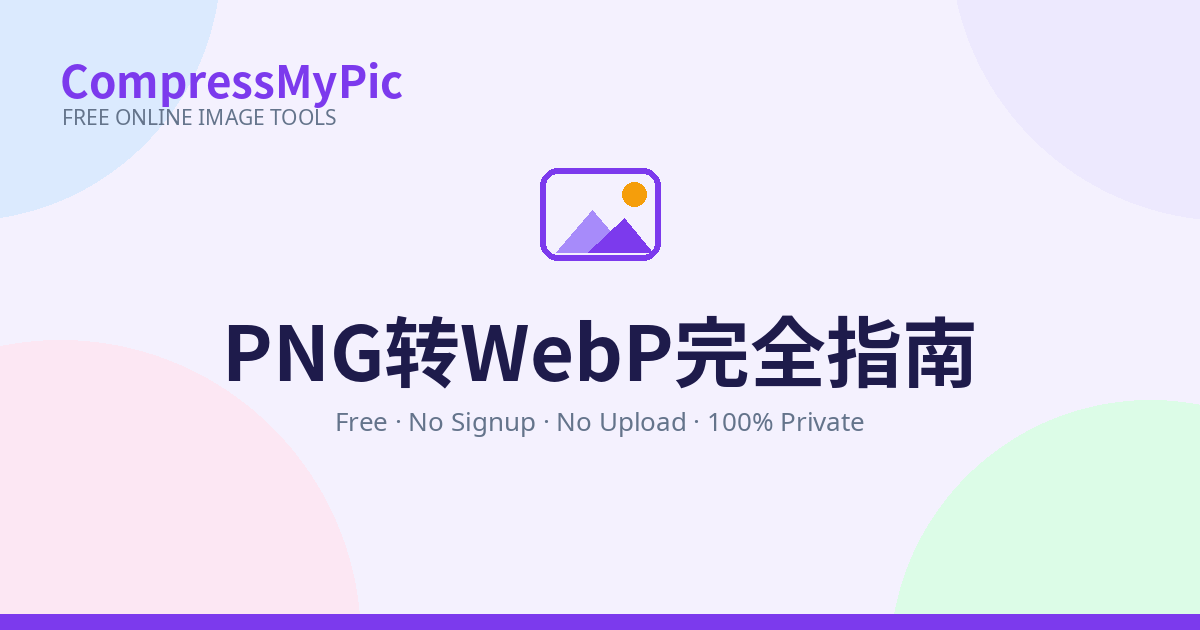 CompressMyPic
FREE ONLINE IMAGE TOOLS
PNG转WebP完全指南
Free · No Signup · No Upload · 100% Private